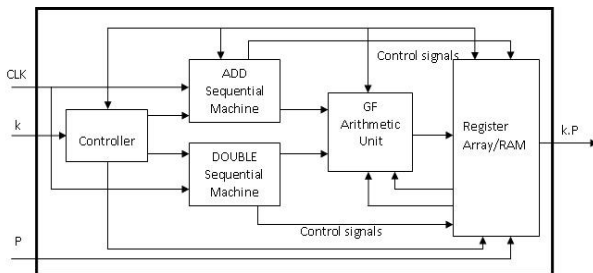 Control signals
CLK
ADD
Sequential
Machine
GF
Arithmetic
Unit
k
Controller
Register
Array/RAM
k.P
DOUBLE
Sequential
Machine
Control signals
P